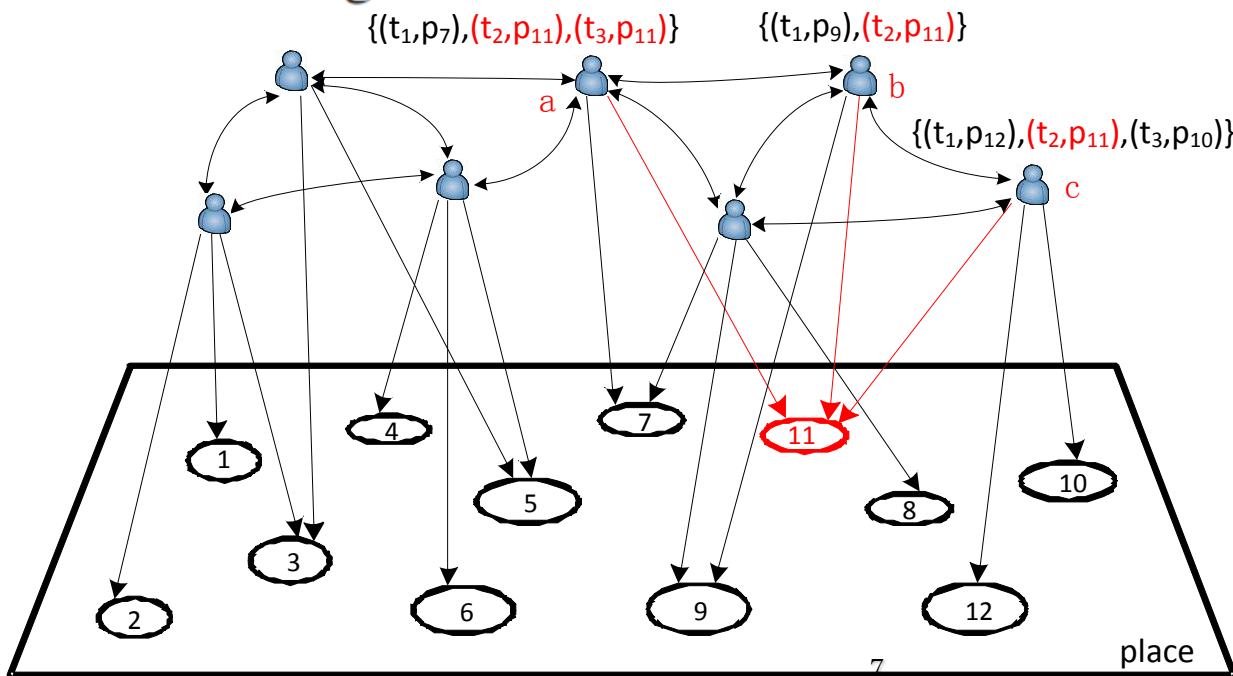 {(t₁,p₇),(t₂,p₁₁),(t₃,p₁₁)}
{(t₁,p₉),(t₂,p₁₁)}
a
b
{(t₁,p₁₂),(t₂,p₁₁),(t₃,p₁₀)}
c
7
4
11
1
10
5
8
3
2
6
9
12
place
7